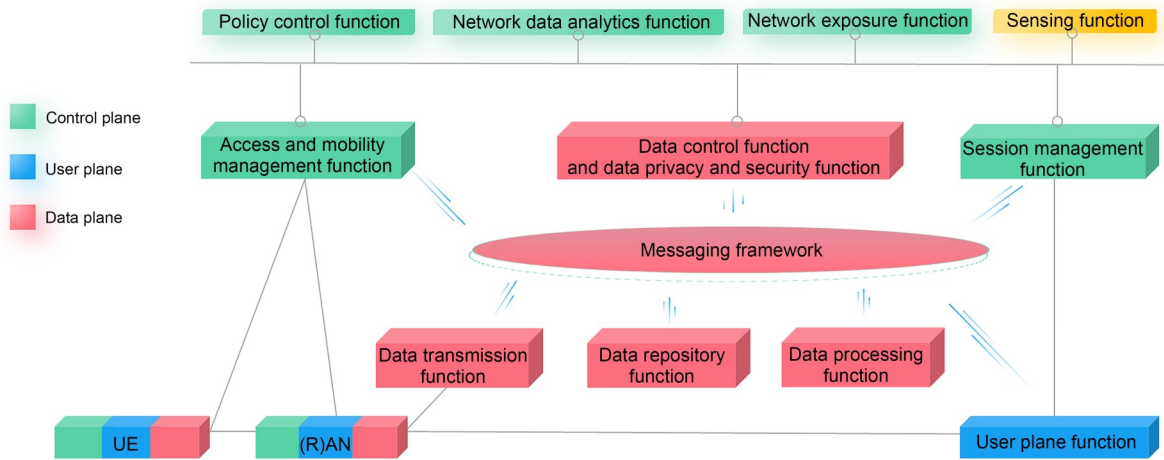 Policy control function
Network data analytics function
Network exposure function
Sensing function
Control plane
User plane
Data plane
Access and mobility
management function
Data control function
and data privacy and security function
Session management
function
Messaging framework
Data transmission
function
Data repository
function
Data processing
function
UE
(R)AN
User plane function